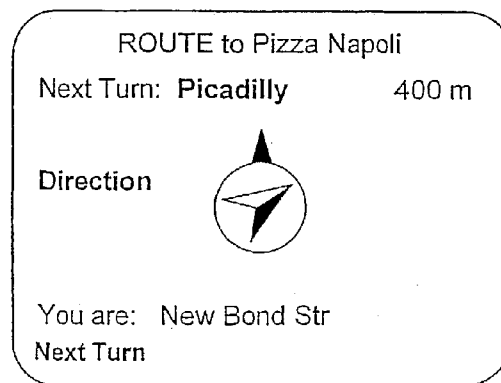 ROUTE to Pizza Napoli
Next Turn: Picadilly 400 m
Direction
You are: New Bond Str
Next Turn